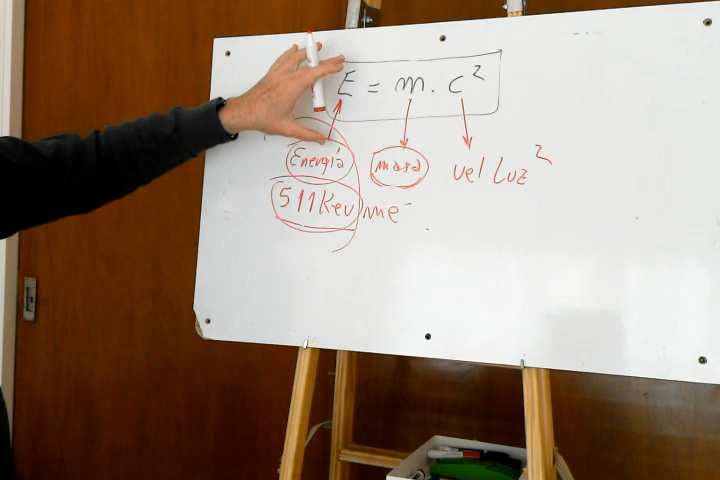 E = m. c²
Energía masa vel Luz²
511Kev me⁻